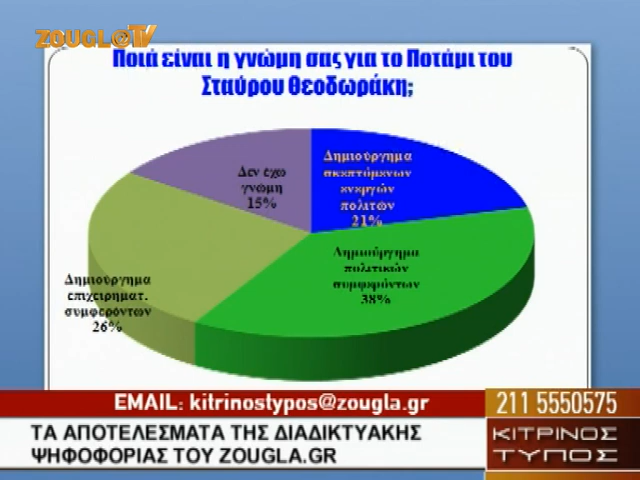 ZOUGLA TV
Ποιά είναι η γνώμη σας για το Ποτάμι του
Σταύρου Θεοδωράκη;
Δημιούργημα
σκεπτόμενων
ενεργών
πολιτών
21%
Δεν έχω
γνώμη
15%
Δημιούργημα
πολιτικών
συμφερόντων
38%
Δημιούργημα
επιχειρηματ.
συμφερόντων
26%
EMAIL: kitrinostypos@zougla.gr
211 5550575
ΤΑ ΑΠΟΤΕΛΕΣΜΑΤΑ ΤΗΣ ΔΙΑΔΙΚΤΥΑΚΗΣ
ΨΗΦΟΦΟΡΙΑΣ ΤΟΥ ZOUGLA.GR
ΚΙΤΡΙΝΟΣ
ΤΥΠΟΣ